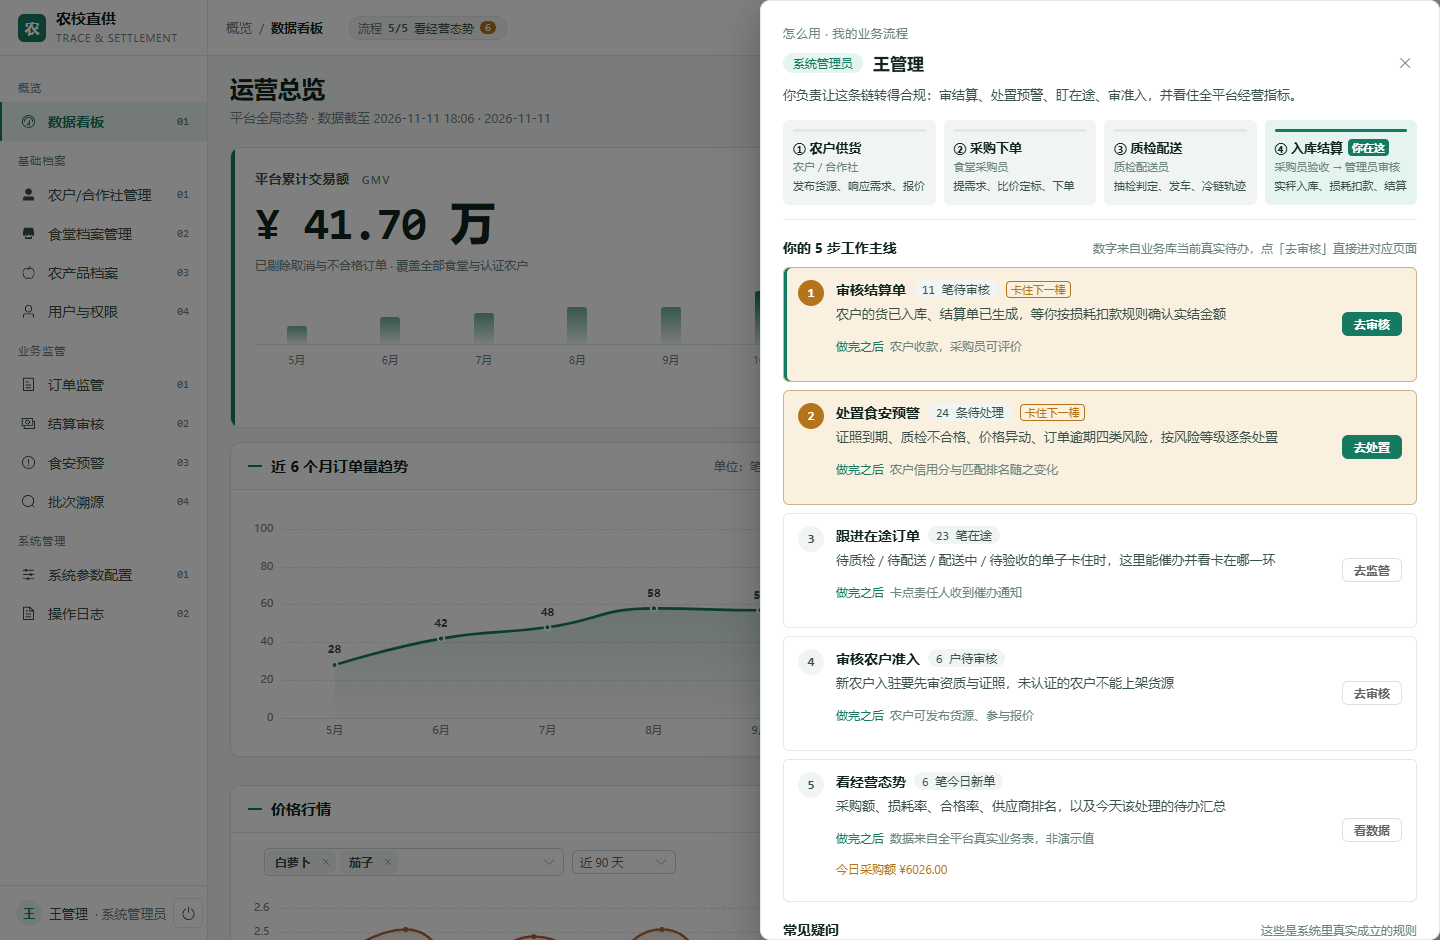 农
农校直供
TRACE & SETTLEMENT
概览
数据看板 01
基础档案
农户/合作社管理 01
食堂档案管理 02
农产品档案 03
用户与权限 04
业务监管
订单监管 01
结算审核 02
食安预警 03
批次溯源 04
系统管理
系统参数配置 01
操作日志 02
王 王管理 · 系统管理员
概览 / 数据看板
流程 5/5 看经营态势 6
运营总览
平台全局态势 · 数据截至 2026-11-11 18:06 · 2026-11-11
平台累计交易额 GMV
¥ 41.70 万
已剔除取消与不合格订单 · 覆盖全部食堂与认证农户
5月 6月 7月 8月 9月
近 6 个月订单量趋势
单位：笔
100
80
60
40
20
0
28 42 48 58
5月 6月 7月 8月
价格行情
白萝卜 × 茄子 ×
近 90 天
2.6
2.5
怎么用 · 我的业务流程
系统管理员 王管理
你负责让这条链转得合规：审结算、处置预警、盯在途、审准入，并看住全平台经营指标。
① 农户供货
农户 / 合作社
发布货源、响应需求、报价
② 采购下单
食堂采购员
提需求、比价定标、下单
③ 质检配送
质检配送员
抽检判定、发车、冷链轨迹
④ 入库结算 你在这
采购员验收 → 管理员审核
实秤入库、损耗扣款、结算
你的 5 步工作主线
数字来自业务库当前真实待办，点「去审核」直接进对应页面
1 审核结算单 11 笔待审核 卡住下一棒
农户的货已入库、结算单已生成，等你按损耗扣款规则确认实结金额
做完之后 农户收款，采购员可评价
去审核
2 处置食安预警 24 条待处理 卡住下一棒
证照到期、质检不合格、价格异动、订单逾期四类风险，按风险等级逐条处置
做完之后 农户信用分与匹配排名随之变化
去处置
3 跟进在途订单 23 笔在途
待质检 / 待配送 / 配送中 / 待验收的单子卡住时，这里能催办并看卡在哪一环
做完之后 卡点责任人收到催办通知
去监管
4 审核农户准入 6 户待审核
新农户入驻要先审资质与证照，未认证的农户不能上架货源
做完之后 农户可发布货源、参与报价
去审核
5 看经营态势 6 笔今日新单
采购额、损耗率、合格率、供应商排名，以及今天该处理的待办汇总
做完之后 数据来自全平台真实业务表，非演示值
今日采购额 ¥6026.00
看数据
常见疑问
这些是系统里真实成立的规则